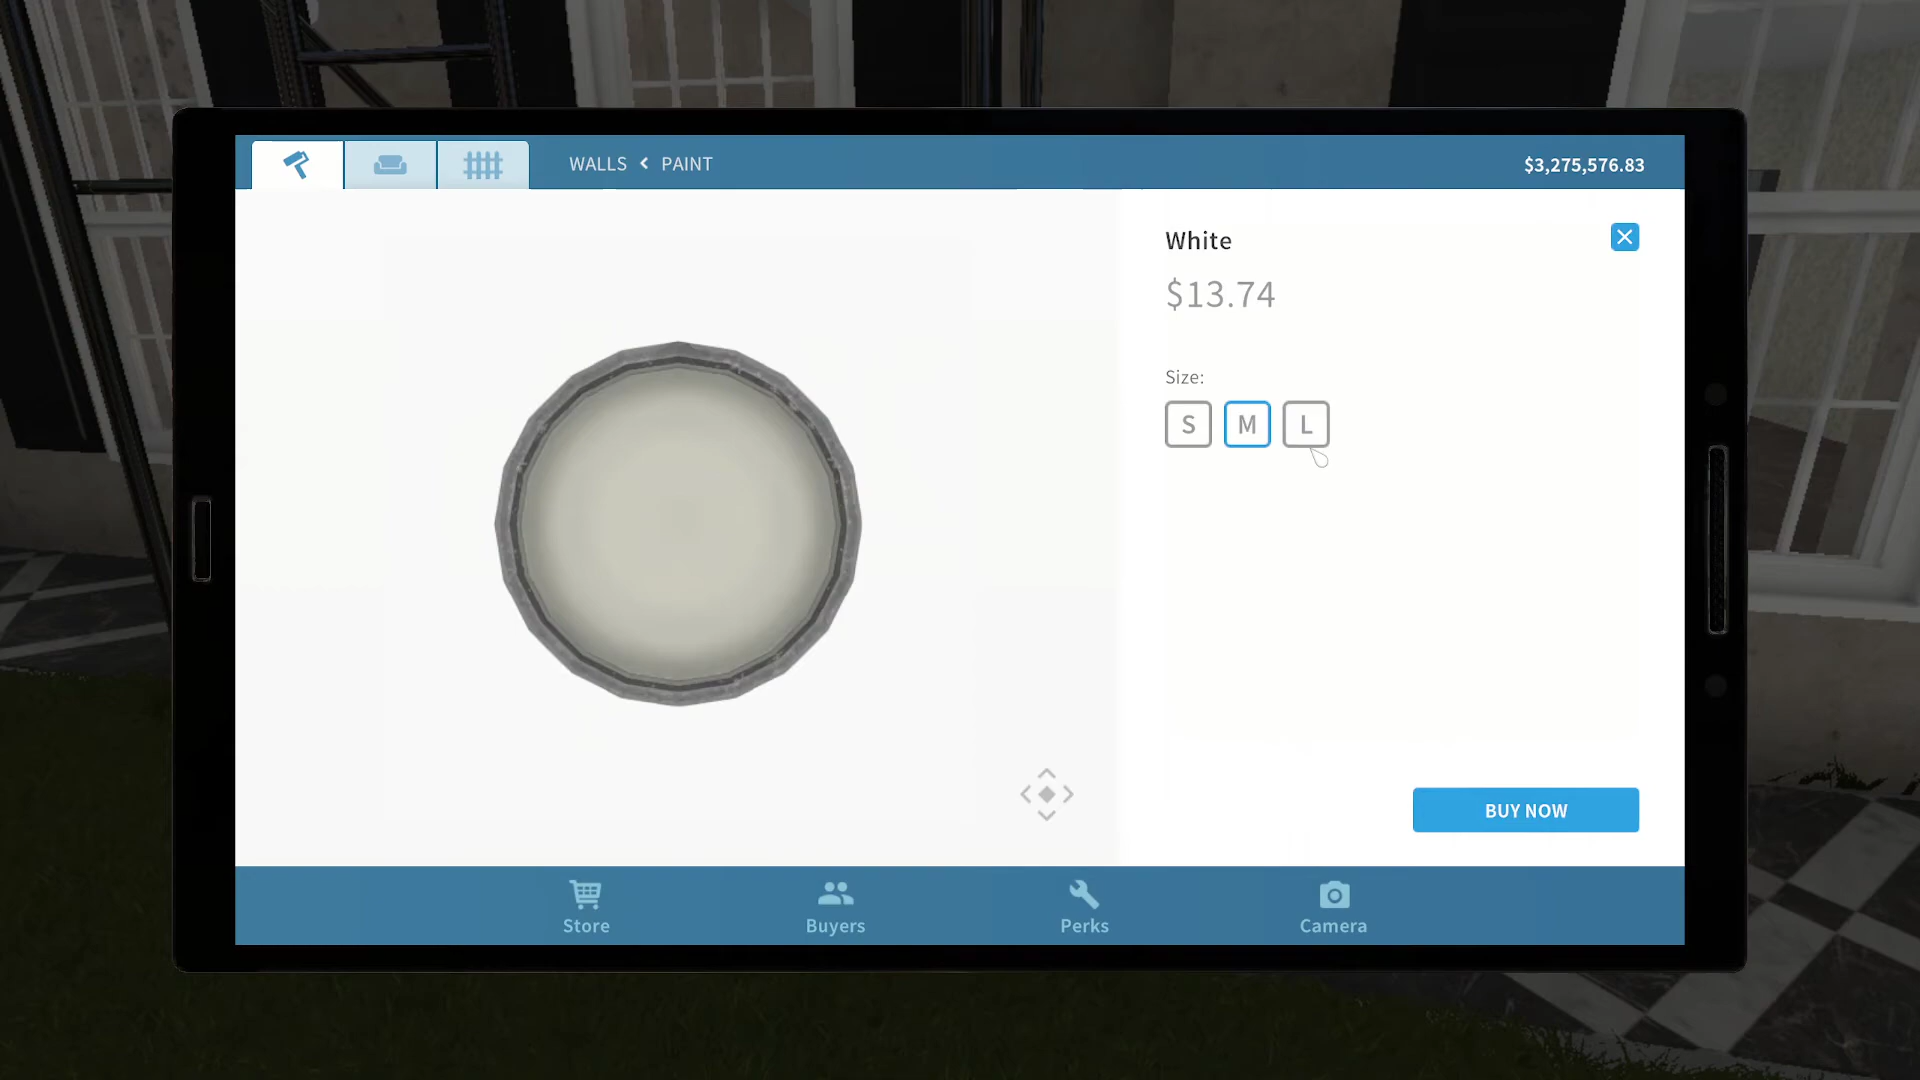 WALLS < PAINT
$3,275,576.83
White
$13.74
Size:
S M L
BUY NOW
Store Buyers Perks Camera